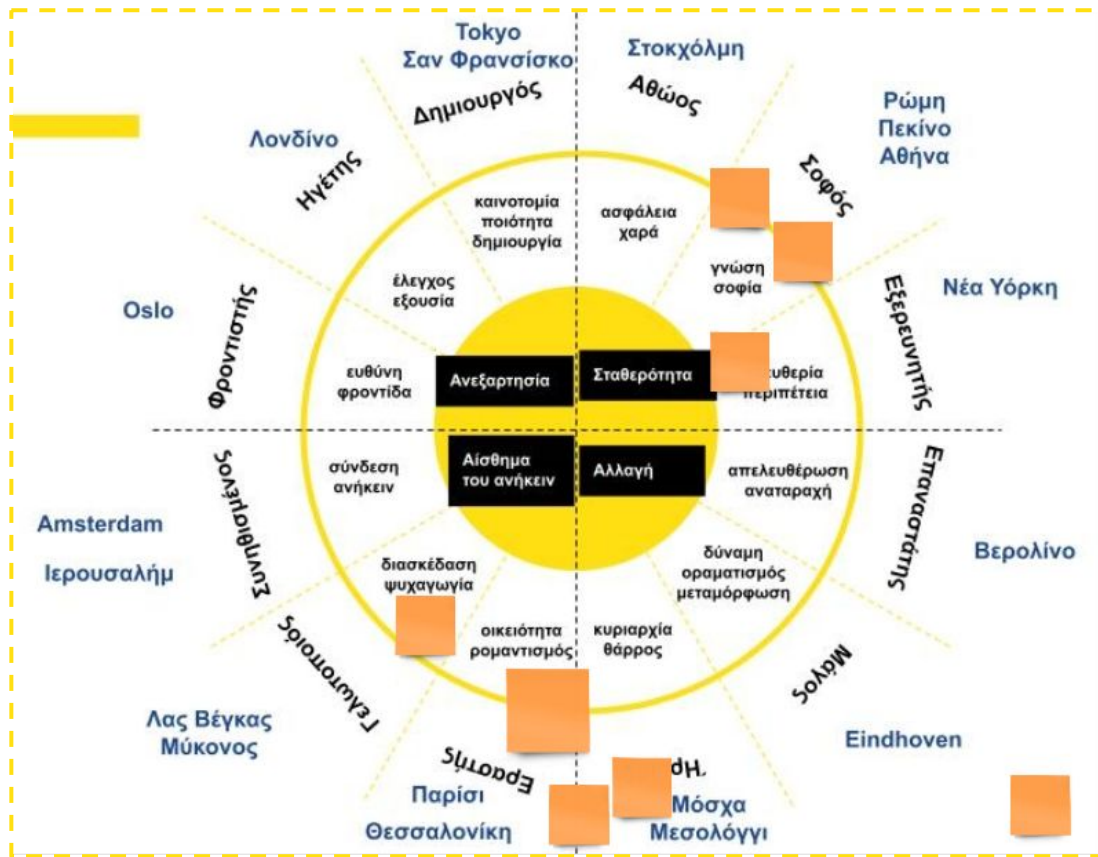 Tokyo
Σαν Φρανσίσκο
Δημιουργός
Στοκχόλμη
Αθώος
Ρώμη
Πεκίνο
Αθήνα
Σοφός
Λονδίνο
Ηγέτης
καινοτομία
ποιότητα
δημιουργία
ασφάλεια
χαρά
γνώση
σοφία
έλεγχος
εξουσία
Νέα Υόρκη
Εξερευνητής
Oslo
Φροντιστής
ευθύνη
φροντίδα
Ανεξαρτησία
Σταθερότητα
σύνδεση
ανήκειν
Αίσθημα
του ανήκειν
Αλλαγή
απελευθέρωση
αναταραχή
Επαναστάτης
Βερολίνο
Amsterdam
Ιερουσαλήμ
Συνηθισμένος
διασκέδαση
ψυχαγωγία
δύναμη
οραματισμός
μεταμόρφωση
οικειότητα
ρομαντισμός
κυριαρχία
θάρρος
Μάγος
Γελωτοποιός
Λας Βέγκας
Μύκονος
Eindhoven
Εραστής
Παρίσι
Θεσσαλονίκη
Μόσχα
Μεσολόγγι